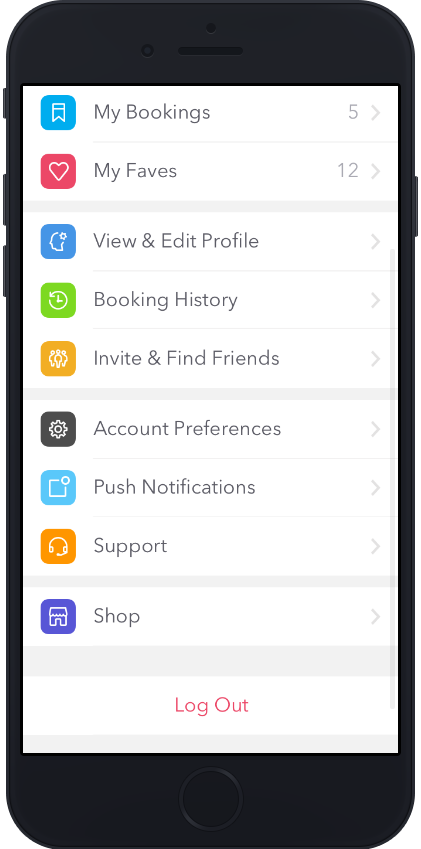 My Bookings 5
My Faves 12
View & Edit Profile
Booking History
Invite & Find Friends
Account Preferences
Push Notifications
Support
Shop
Log Out